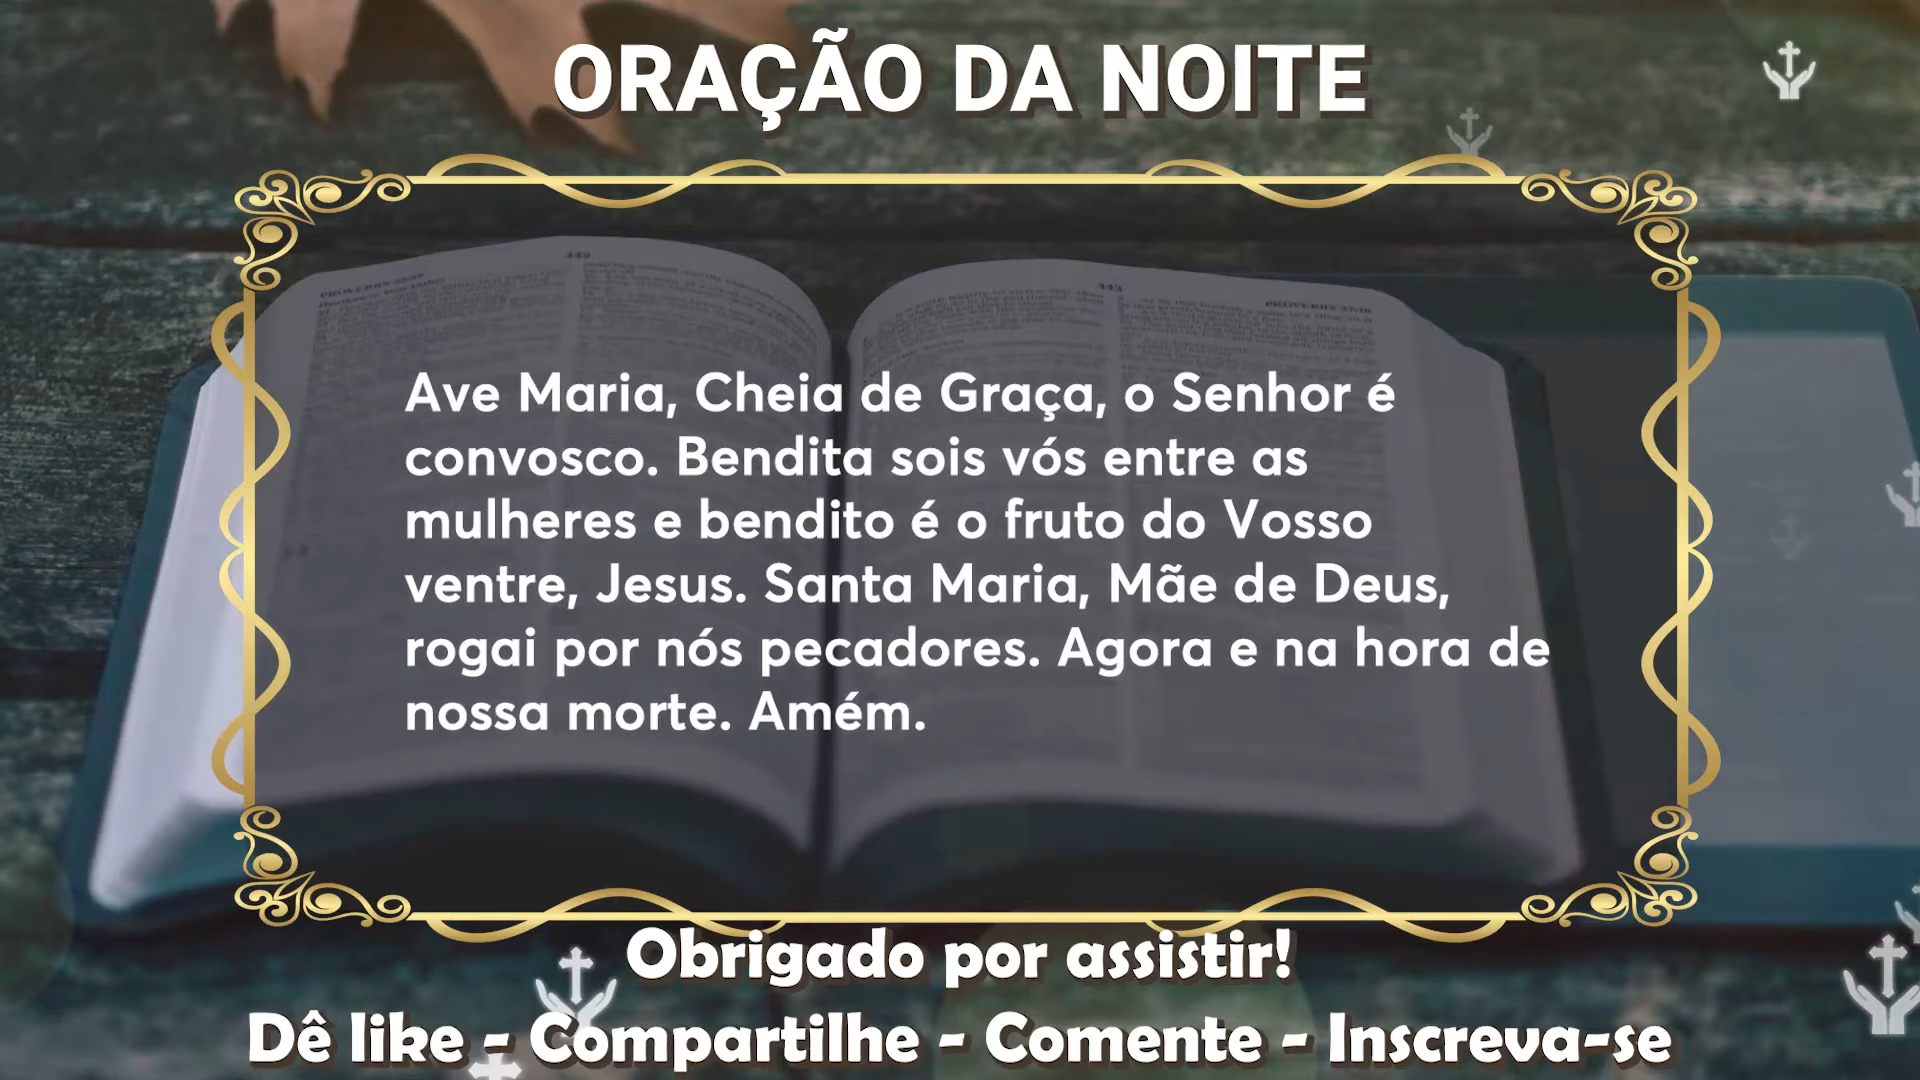 ORAÇÃO DA NOITE
442
443
Ave Maria, Cheia de Graça, o Senhor é
convosco. Bendita sois vós entre as
mulheres e bendito é o fruto do Vosso
ventre, Jesus. Santa Maria, Mãe de Deus,
rogai por nós pecadores. Agora e na hora de
nossa morte. Amém.
Obrigado por assistir!
Dê like - Compartilhe - Comente - Inscreva-se